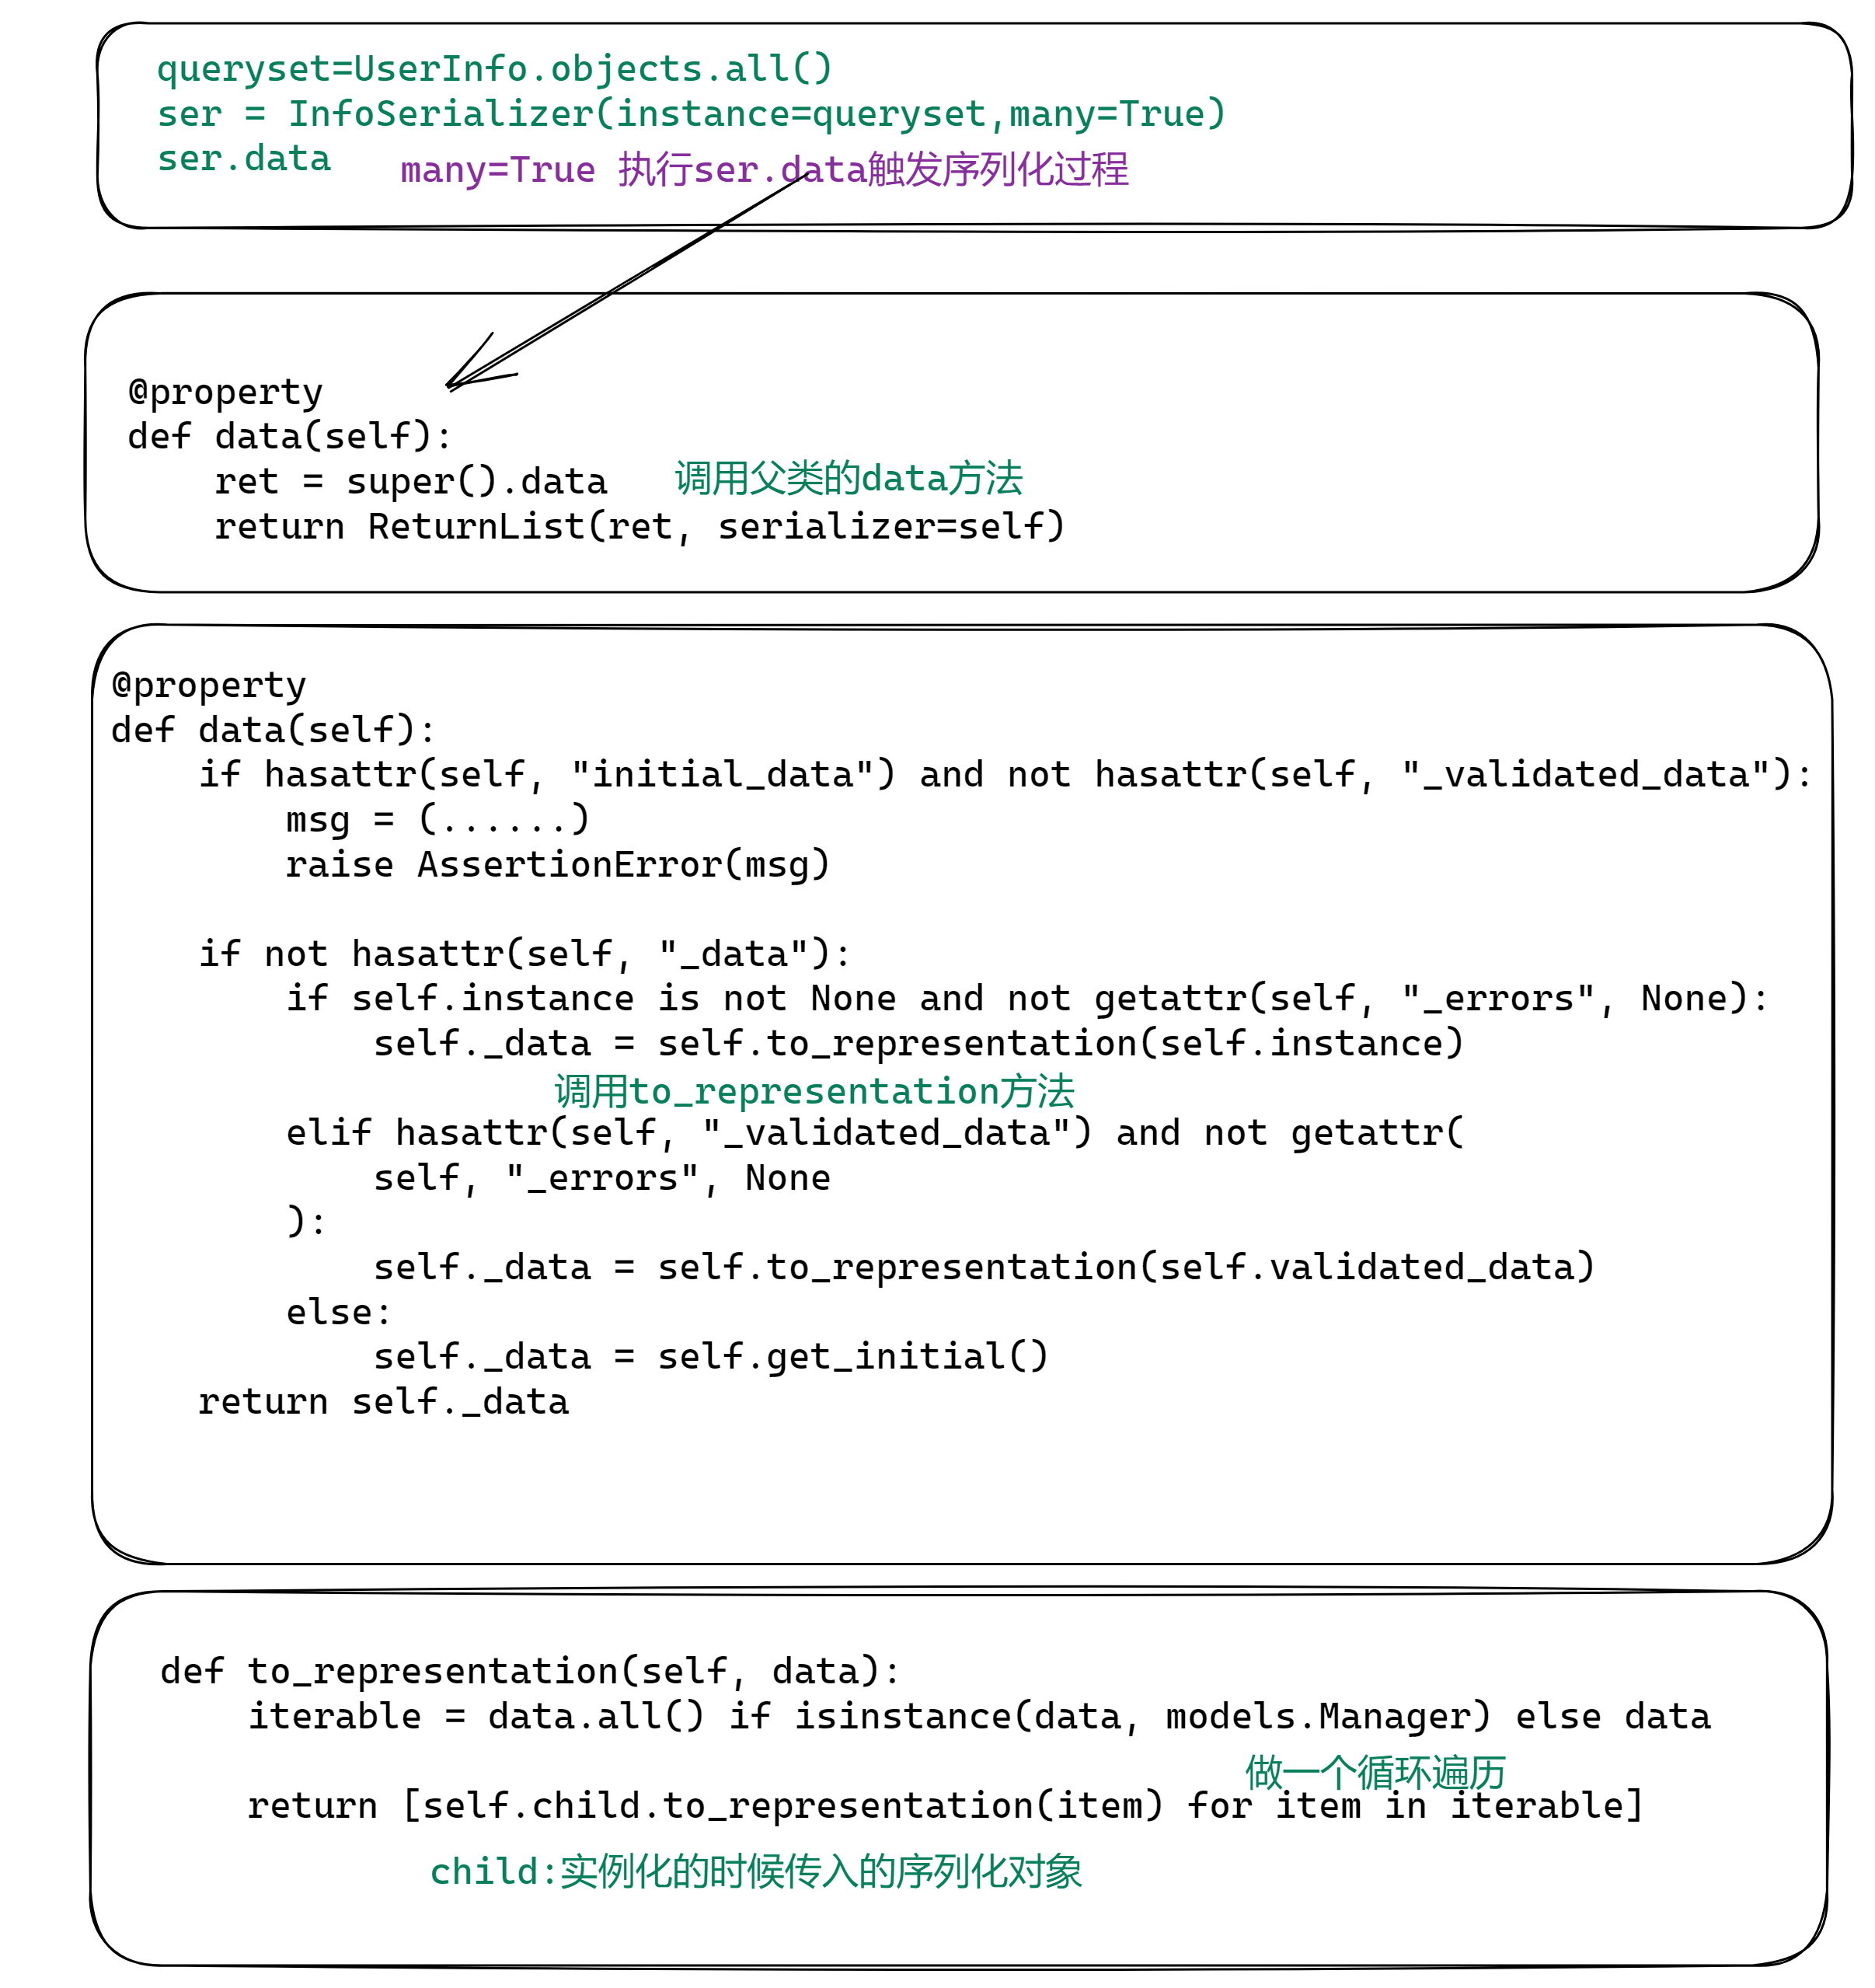 queryset=UserInfo.objects.all()
ser = InfoSerializer(instance=queryset,many=True)
ser.data
many=True 执行ser.data触发序列化过程
@property
def data(self):
    ret = super().data
调用父类的data方法
    return ReturnList(ret, serializer=self)
@property
def data(self):
    if hasattr(self, "initial_data") and not hasattr(self, "_validated_data"):
        msg = (......)
        raise AssertionError(msg)
    if not hasattr(self, "_data"):
        if self.instance is not None and not getattr(self, "_errors", None):
            self._data = self.to_representation(self.instance)
调用to_representation方法
        elif hasattr(self, "_validated_data") and not getattr(
            self, "_errors", None
        ):
            self._data = self.to_representation(self.validated_data)
        else:
            self._data = self.get_initial()
    return self._data
def to_representation(self, data):
    iterable = data.all() if isinstance(data, models.Manager) else data
做一个循环遍历
    return [self.child.to_representation(item) for item in iterable]
child:实例化的时候传入的序列化对象